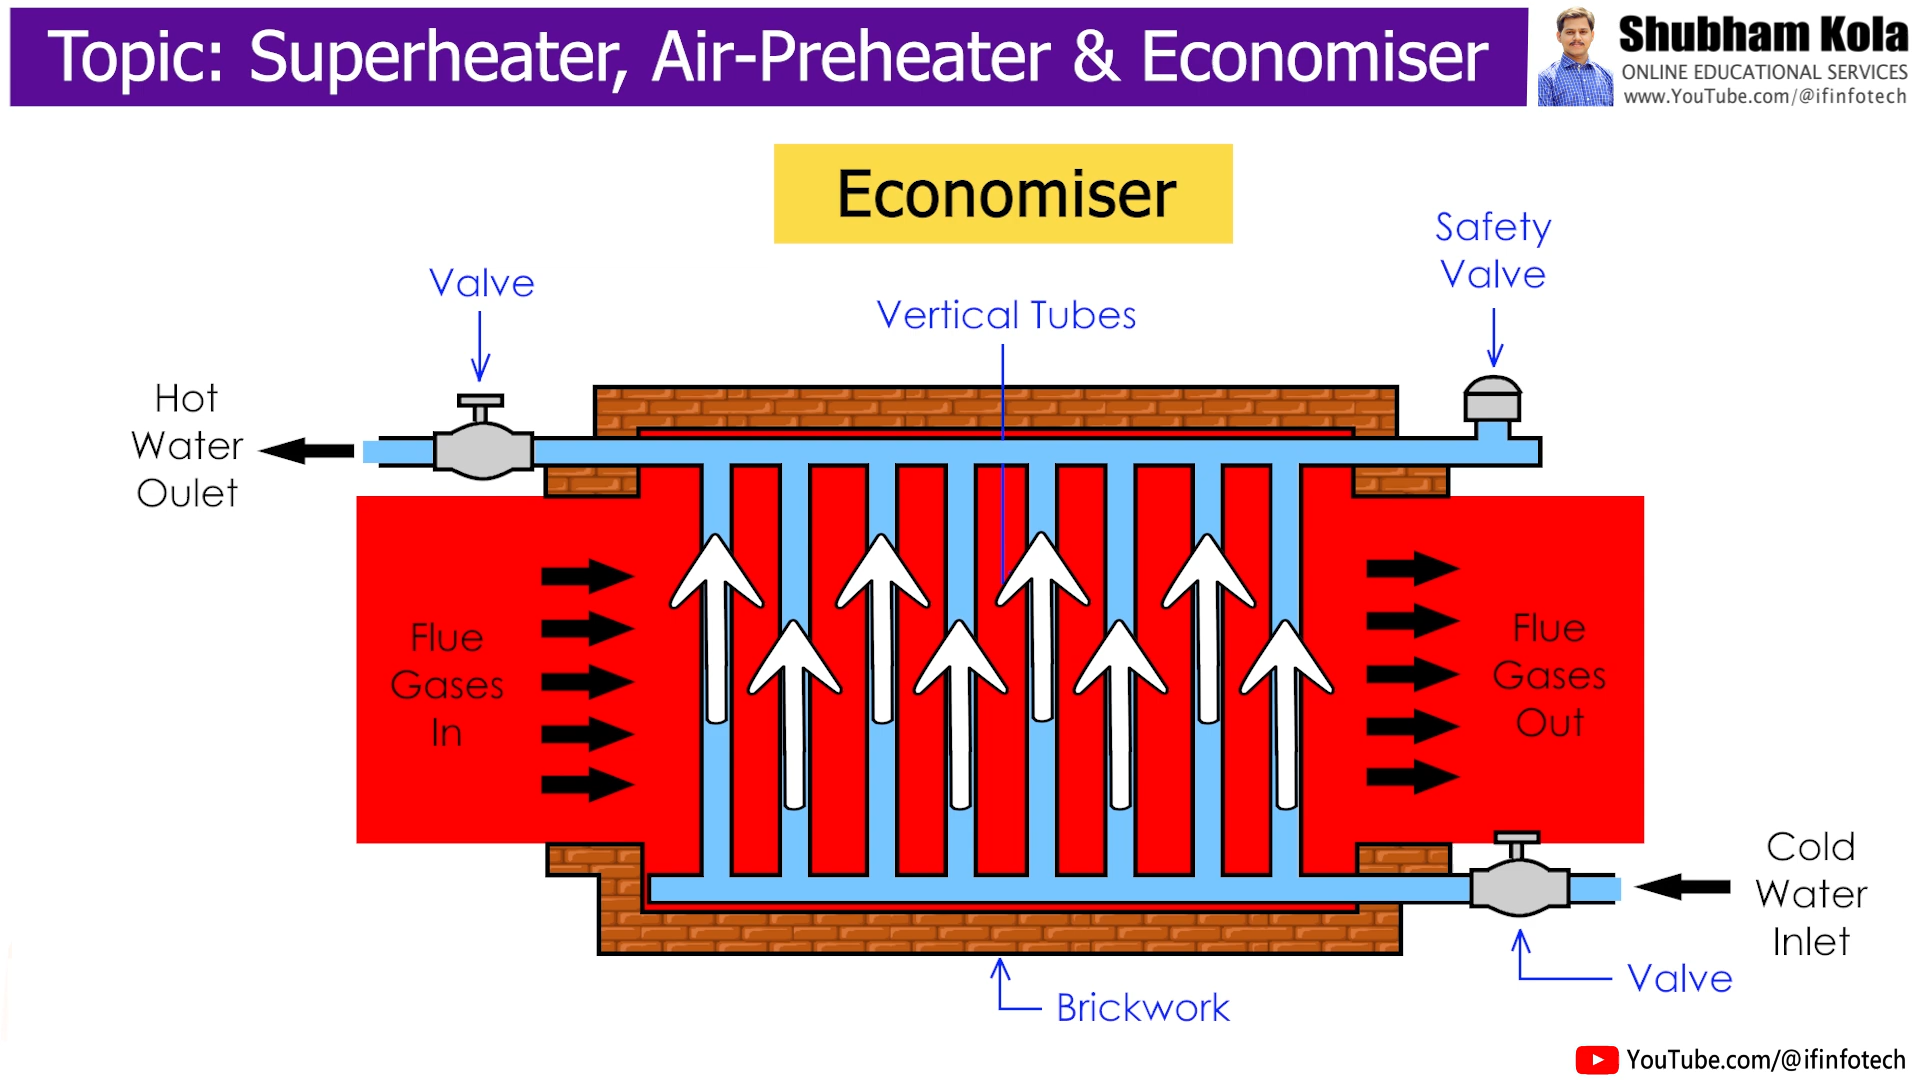 Topic: Superheater, Air-Preheater & Economiser
Shubham Kola
ONLINE EDUCATIONAL SERVICES
www.YouTube.com/@ifinfotech
Economiser
Safety
Valve
Valve
Vertical Tubes
Hot
Water
Oulet
Flue
Gases
In
Flue
Gases
Out
Cold
Water
Inlet
Valve
Brickwork
YouTube.com/@ifinfotech